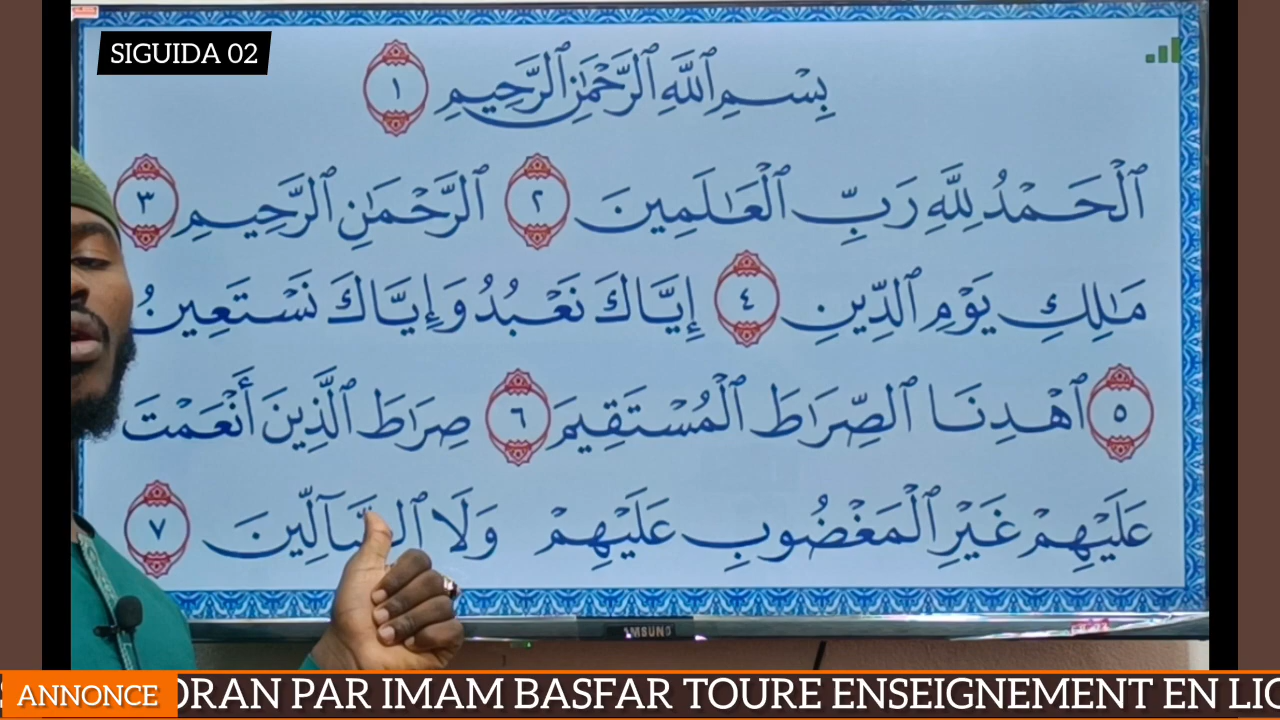 SIGUIDA 02
بِسْمِ ٱللَّهِ ٱلرَّحْمَٰنِ ٱلرَّحِيمِ ١
ٱلْحَمْدُ لِلَّهِ رَبِّ ٱلْعَـٰلَمِينَ ٢ ٱلرَّحْمَـٰنِ ٱلرَّحِيمِ ٣
مَـٰلِكِ يَوْمِ ٱلدِّينِ ٤ إِيَّاكَ نَعْبُدُ وَإِيَّاكَ نَسْتَعِينُ
٥ ٱهْدِنَا ٱلصِّرَٰطَ ٱلْمُسْتَقِيمَ ٦ صِرَٰطَ ٱلَّذِينَ أَنْعَمْتَ
عَلَيْهِمْ غَيْرِ ٱلْمَغْضُوبِ عَلَيْهِمْ وَلَا ٱلضَّآلِّينَ ٧
SAMSUNG
ANNONCE
ORAN PAR IMAM BASFAR TOURE ENSEIGNEMENT EN LIG